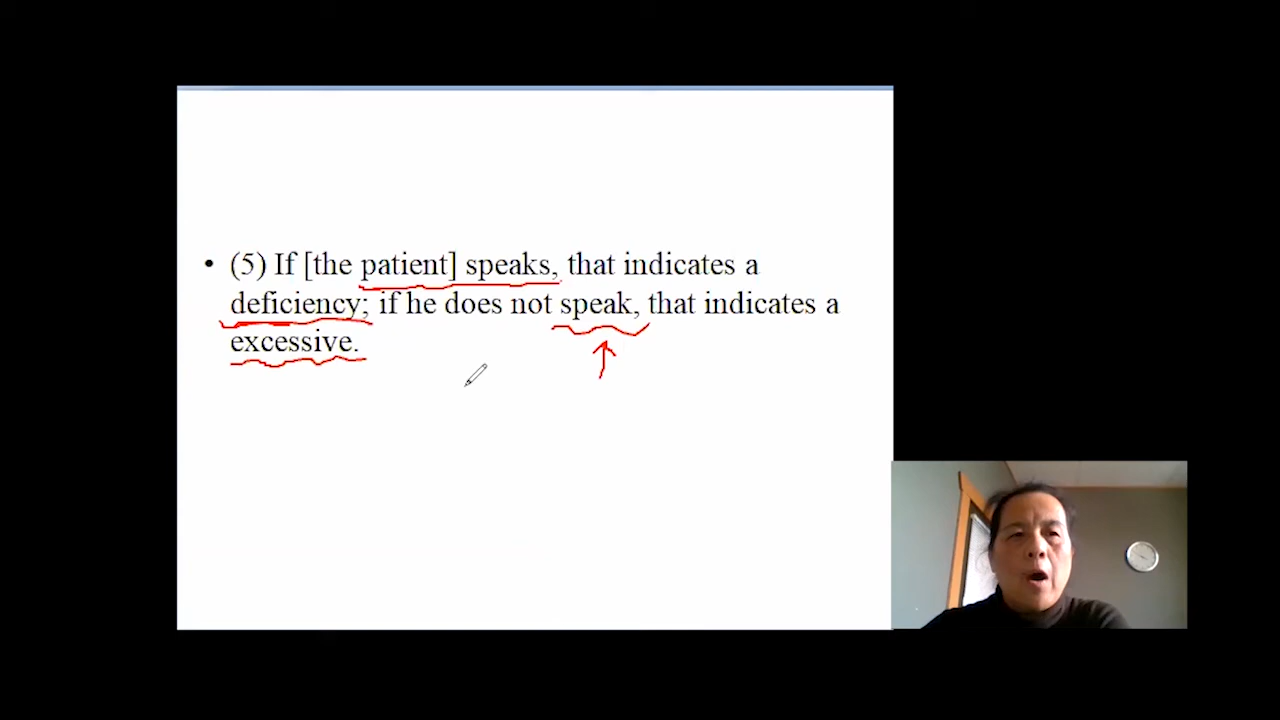 • (5) If [the patient] speaks, that indicates a
deficiency; if he does not speak, that indicates a
excessive.